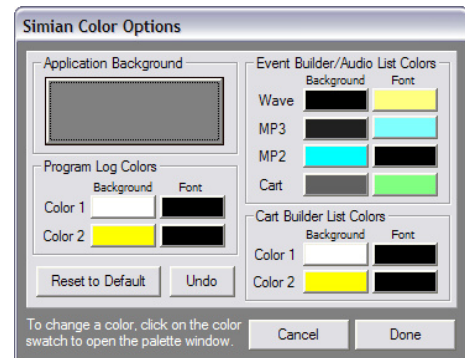 Simian Color Options
Application Background
Program Log Colors
Background Font
Color 1
Color 2
Reset to Default Undo
Event Builder/Audio List Colors
Background Font
Wave
MP3
MP2
Cart
Cart Builder List Colors
Background Font
Color 1
Color 2
To change a color, click on the color
swatch to open the palette window.
Cancel Done